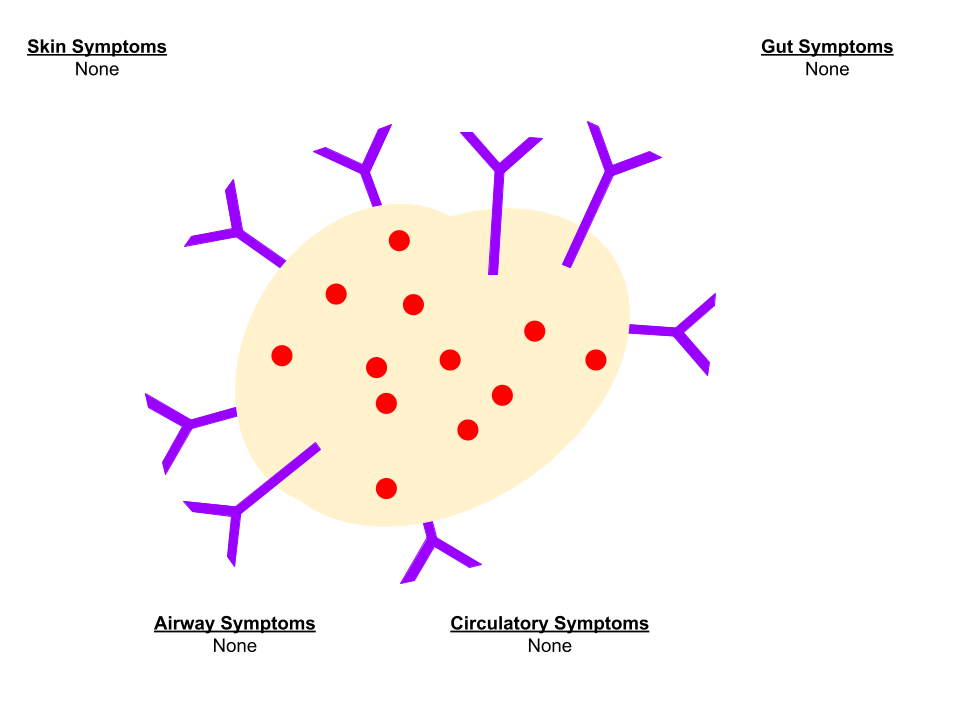 Skin Symptoms
None
Gut Symptoms
None
Airway Symptoms
None
Circulatory Symptoms
None